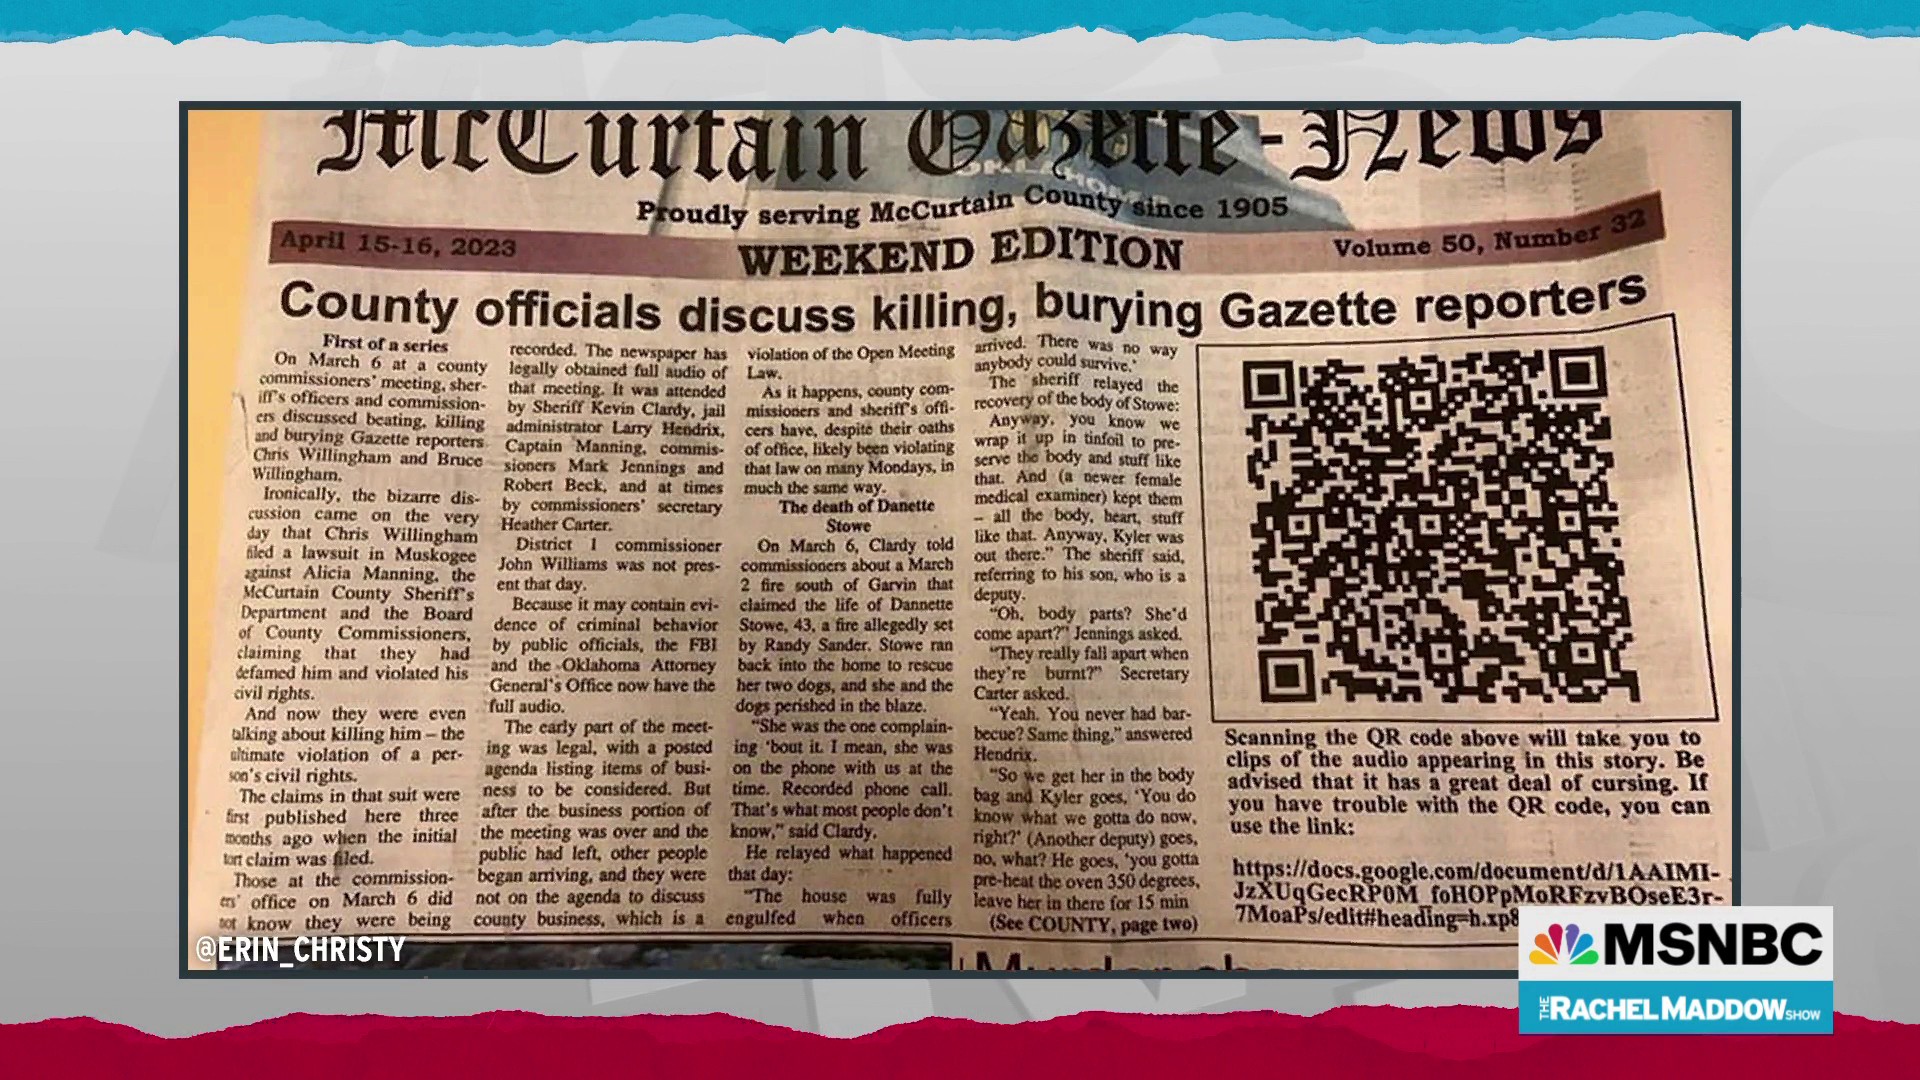 McCurtain Gazette-News
OKLAHOMA
Proudly serving McCurtain County since 1905
April 15-16, 2023
WEEKEND EDITION
Volume 50, Number 32
County officials discuss killing, burying Gazette reporters
First of a series
On March 6 at a county
commissioners' meeting, sher-
iff's officers and commission-
ers discussed beating, killing
and burying Gazette reporters
Chris Willingham and Bruce
Willingham.
Ironically, the bizarre dis-
cussion came on the very
day that Chris Willingham
filed a lawsuit in Muskogee
against Alicia Manning, the
McCurtain County Sheriff's
Department and the Board
of County Commissioners,
claiming that they had
defamed him and violated his
civil rights.
And now they were even
talking about killing him – the
ultimate violation of a per-
son's civil rights.
The claims in that suit were
first published here three
months ago when the initial
tort claim was filed.
Those at the commission-
ers' office on March 6 did
not know they were being
recorded. The newspaper has
legally obtained full audio of
that meeting. It was attended
by Sheriff Kevin Clardy, jail
administrator Larry Hendrix,
Captain Manning, commis-
sioners Mark Jennings and
Robert Beck, and at times
by commissioners' secretary
Heather Carter.
District 1 commissioner
John Williams was not pres-
ent that day.
Because it may contain evi-
dence of criminal behavior
by public officials, the FBI
and the Oklahoma Attorney
General's Office now have the
full audio.
The early part of the meet-
ing was legal, with a posted
agenda listing items of busi-
ness to be considered. But
after the business portion of
the meeting was over and the
public had left, other people
began arriving, and they were
not on the agenda to discuss
county business, which is a
violation of the Open Meeting
Law.
As it happens, county com-
missioners and sheriff's offi-
cers have, despite their oaths
of office, likely been violating
that law on many Mondays, in
much the same way.
The death of Danette
Stowe
On March 6, Clardy told
commissioners about a March
2 fire south of Garvin that
claimed the life of Dannette
Stowe, 43, a fire allegedly set
by Randy Sander. Stowe ran
back into the home to rescue
her two dogs, and she and the
dogs perished in the blaze.
"She was the one complain-
ing 'bout it. I mean, she was
on the phone with us at the
time. Recorded phone call.
That's what most people don't
know," said Clardy.
He relayed what happened
that day:
"The house was fully
engulfed when officers
arrived. There was no way
anybody could survive.'
The sheriff relayed the
recovery of the body of Stowe:
Anyway, you know we
wrap it up in tinfoil to pre-
serve the body and stuff like
that. And (a newer female
medical examiner) kept them
– all the body, heart, stuff
like that. Anyway, Kyler was
out there." The sheriff said,
referring to his son, who is a
deputy.
"Oh, body parts? She'd
come apart?" Jennings asked.
"They really fall apart when
they're burnt?" Secretary
Carter asked.
"Yeah. You never had bar-
becue? Same thing," answered
Hendrix.
"So we get her in the body
bag and Kyler goes, 'You do
know what we gotta do now,
right?' (Another deputy) goes,
no, what? He goes, 'you gotta
pre-heat the oven 350 degrees,
leave her in there for 15 min
(See COUNTY, page two)
Scanning the QR code above will take you to
clips of the audio appearing in this story. Be
advised that it has a great deal of cursing. If
you have trouble with the QR code, you can
use the link:
https://docs.google.com/document/d/1AAIMI-
JzXUqGecRP0M_foHOPpMoRFzvBOseE3r-
7MoaPs/edit#heading=h.xp8
@ERIN_CHRISTY
MSNBC
THE RACHEL MADDOW SHOW